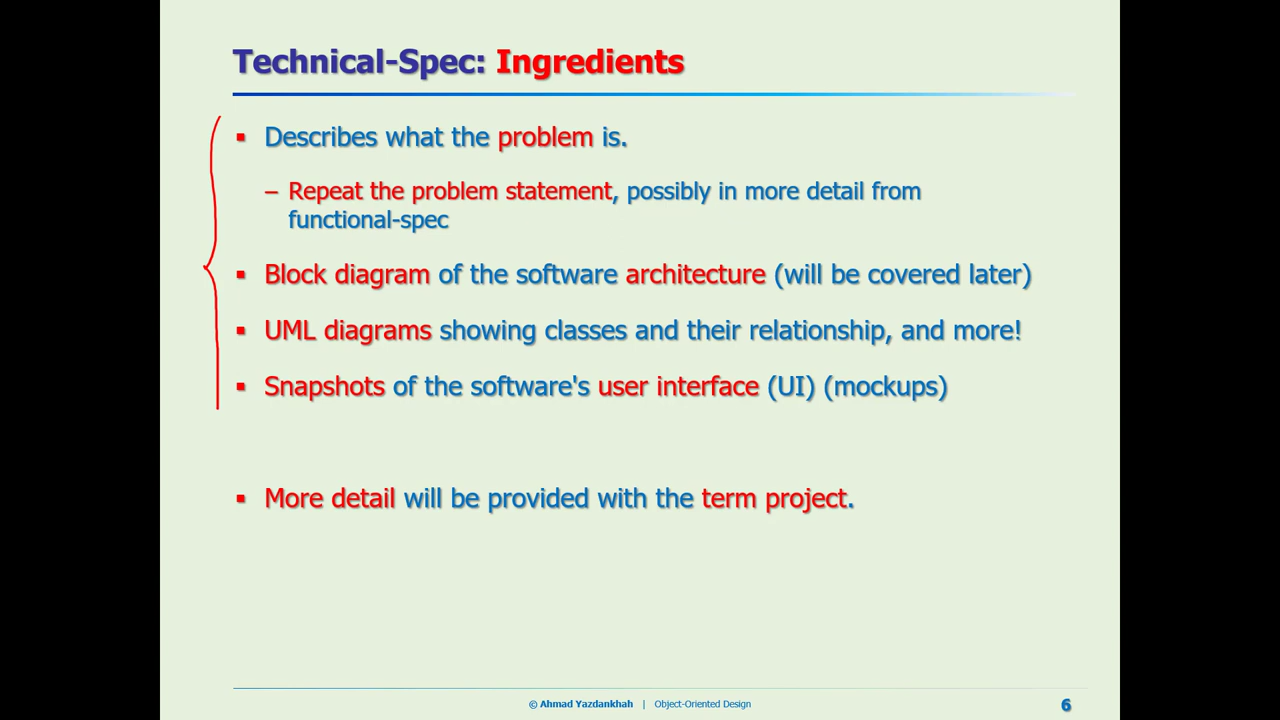 Technical-Spec: Ingredients
▪ Describes what the problem is.
– Repeat the problem statement, possibly in more detail from
functional-spec
▪ Block diagram of the software architecture (will be covered later)
▪ UML diagrams showing classes and their relationship, and more!
▪ Snapshots of the software's user interface (UI) (mockups)
▪ More detail will be provided with the term project.
© Ahmad Yazdankhah | Object-Oriented Design
6